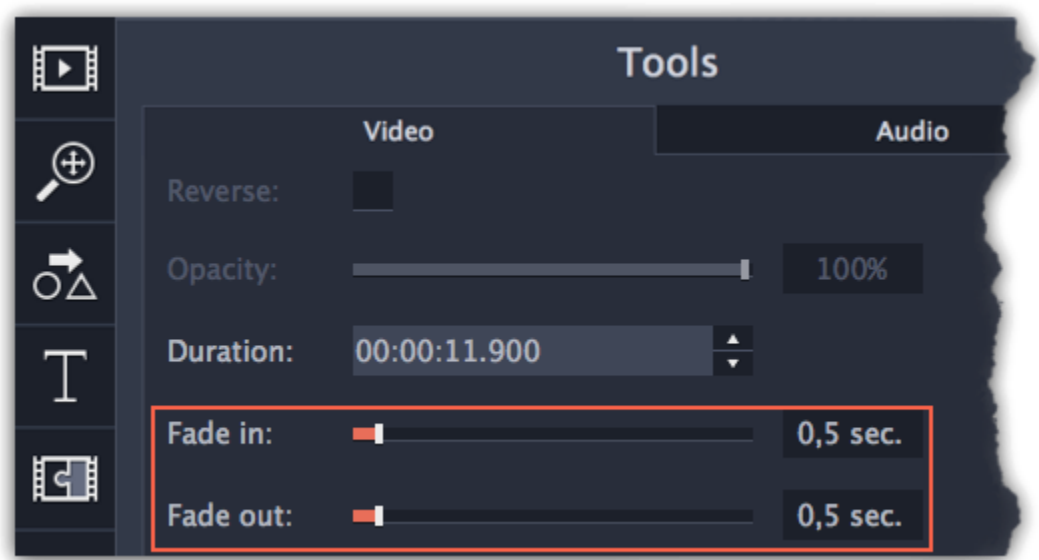 Tools
Video Audio
Reverse:
Opacity: 100%
Duration: 00:00:11.900
Fade in: 0,5 sec.
Fade out: 0,5 sec.